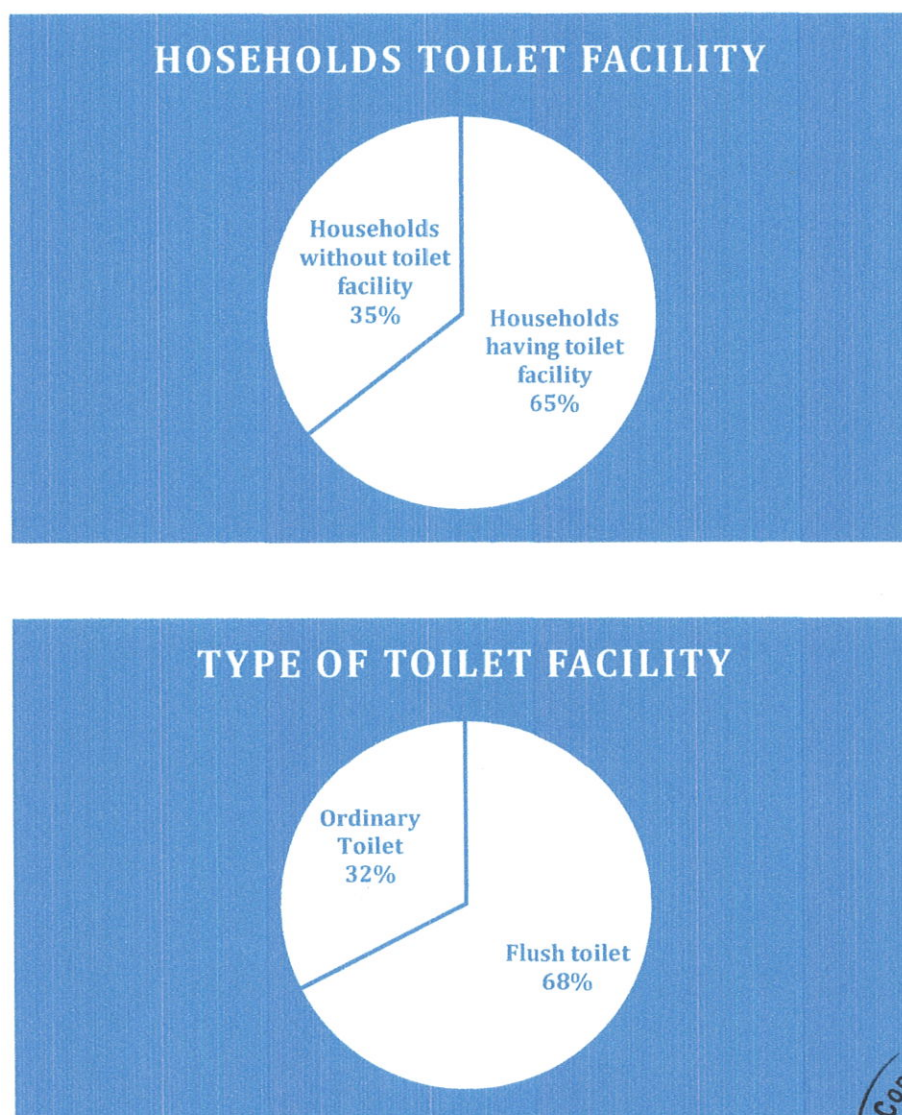 HOSEHOLDS TOILET FACILITY
Households
without toilet
facility
35%
Households
having toilet
facility
65%
TYPE OF TOILET FACILITY
Ordinary
Toilet
32%
Flush toilet
68%